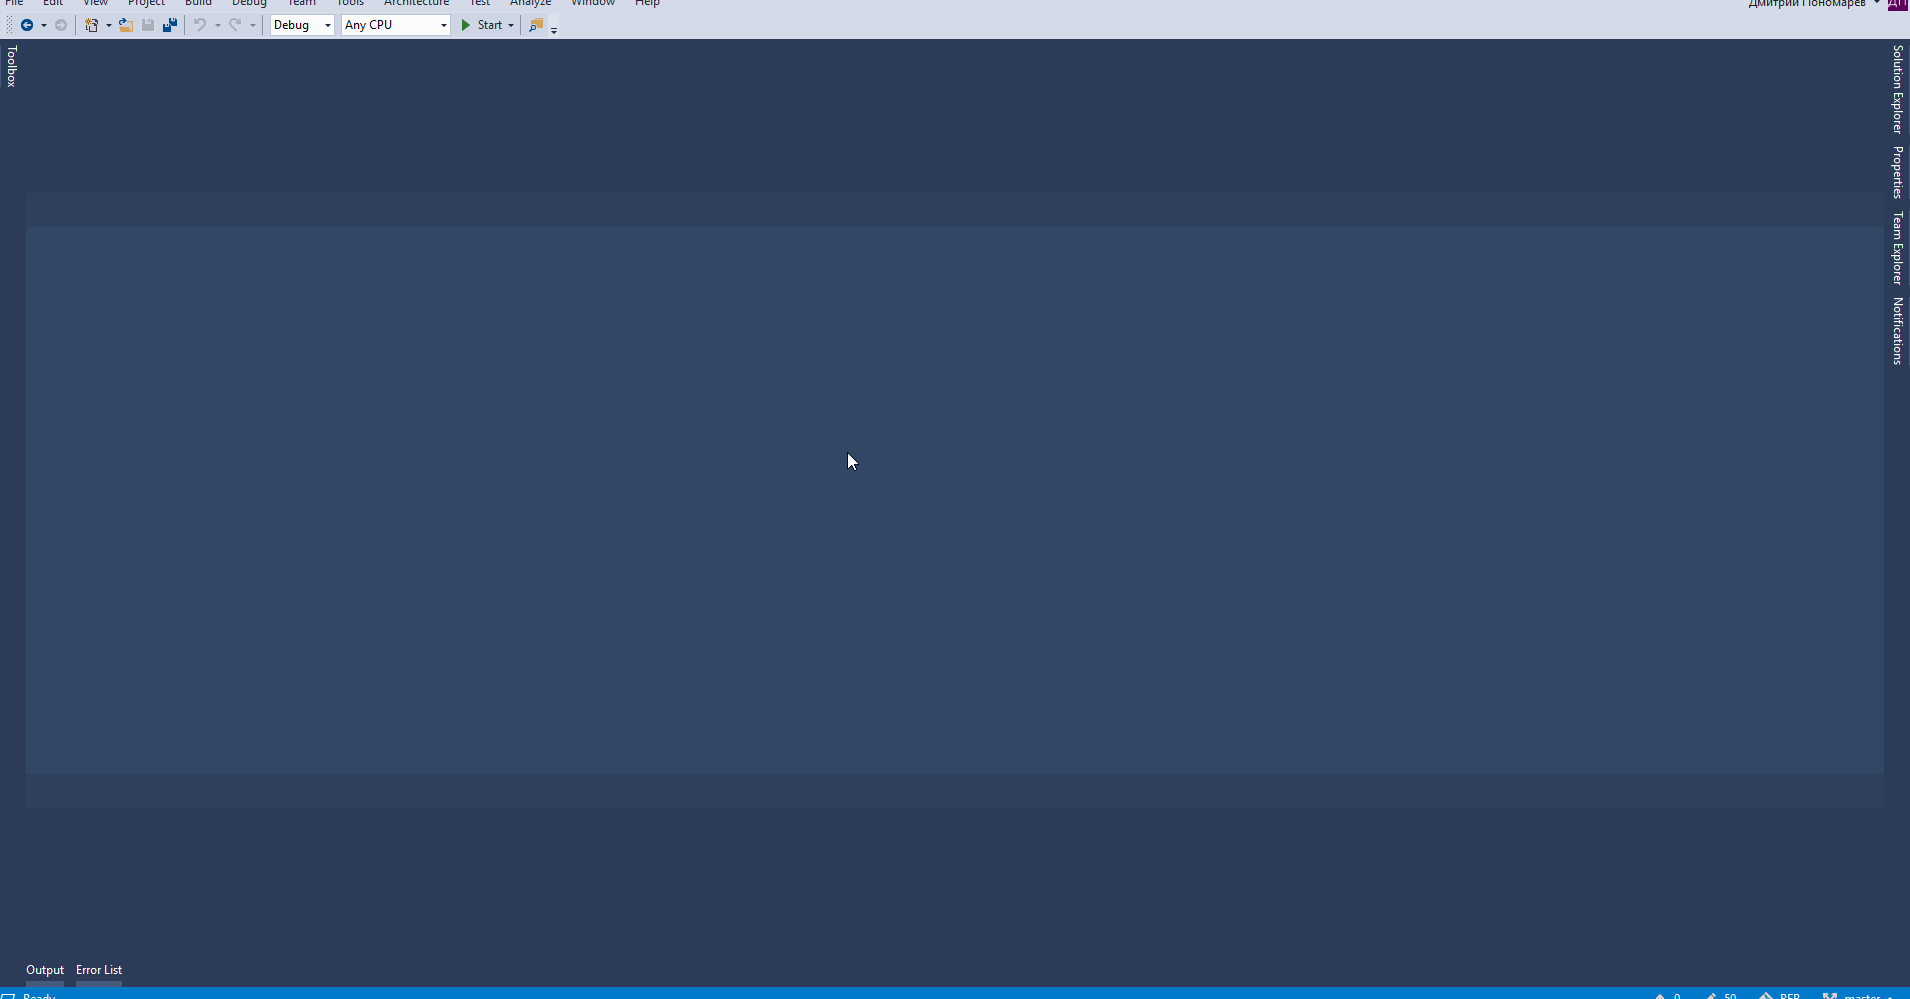 File Edit View Project Build Debug Team Tools Architecture Test Analyze Window Help
Дмитрий Пономарев ДП
Debug Any CPU Start
Toolbox
Solution Explorer
Properties
Team Explorer
Notifications
Output Error List
Ready 0 50 master